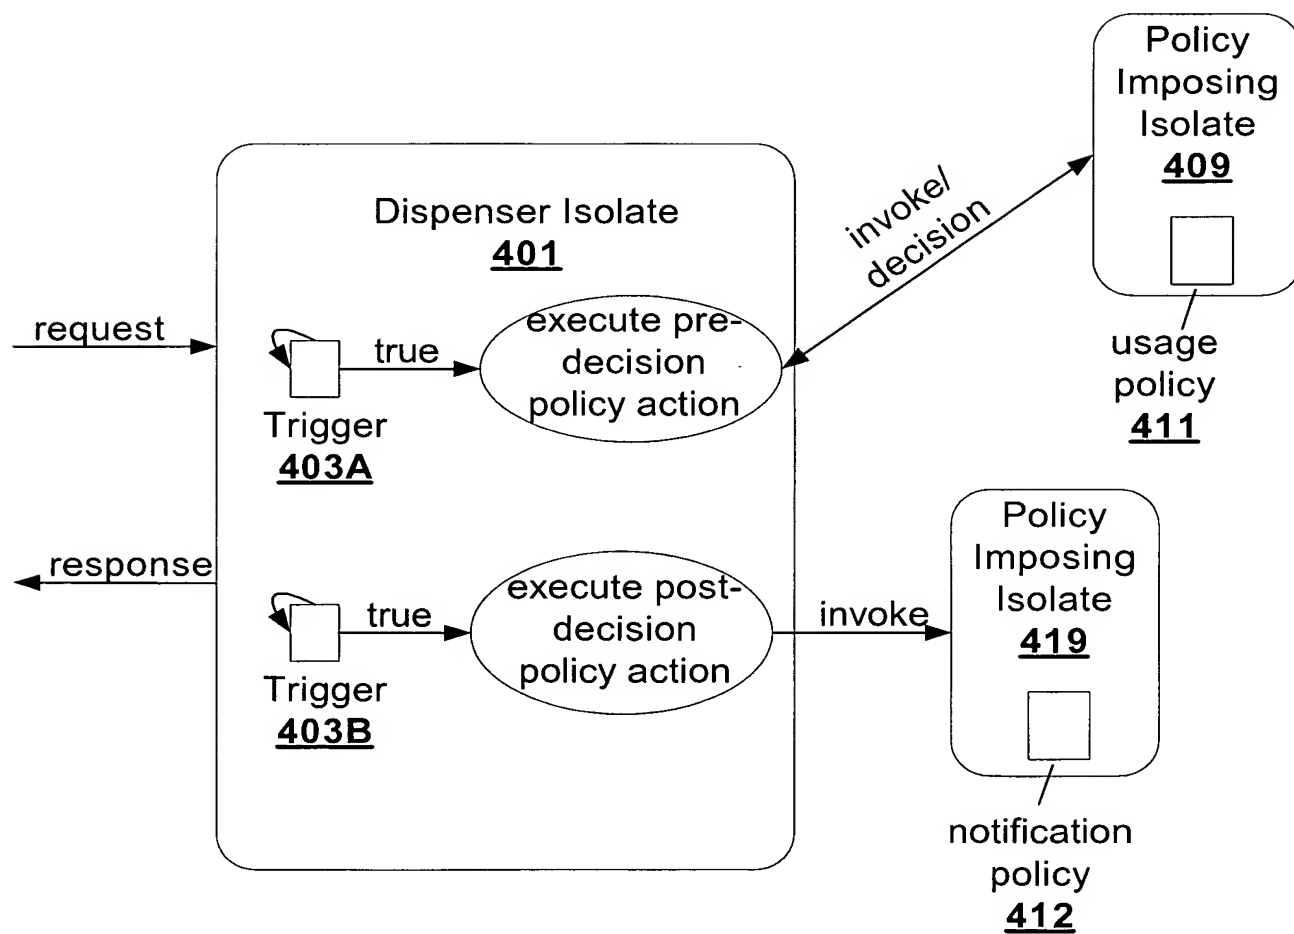 Policy
Imposing
Isolate
409
usage
policy
411
invoke/
decision
Dispenser Isolate
401
request
Trigger
403A
true
execute pre-
decision
policy action
response
Trigger
403B
true
execute post-
decision
policy action
invoke
Policy
Imposing
Isolate
419
notification
policy
412